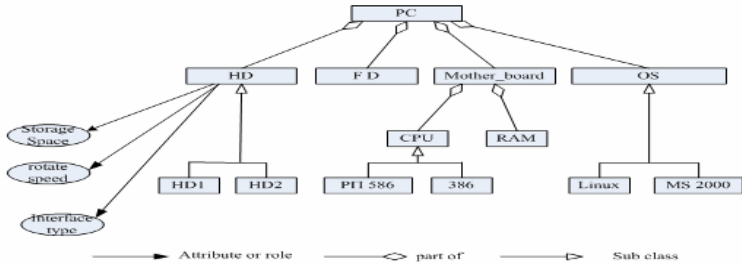 PC
HD
F D
Mother_board
OS
Storage
Space
rotate
speed
Interface
type
CPU
RAM
HD1
HD2
PTI 586
386
Linux
MS 2000
Attribute or role
part of
Sub class